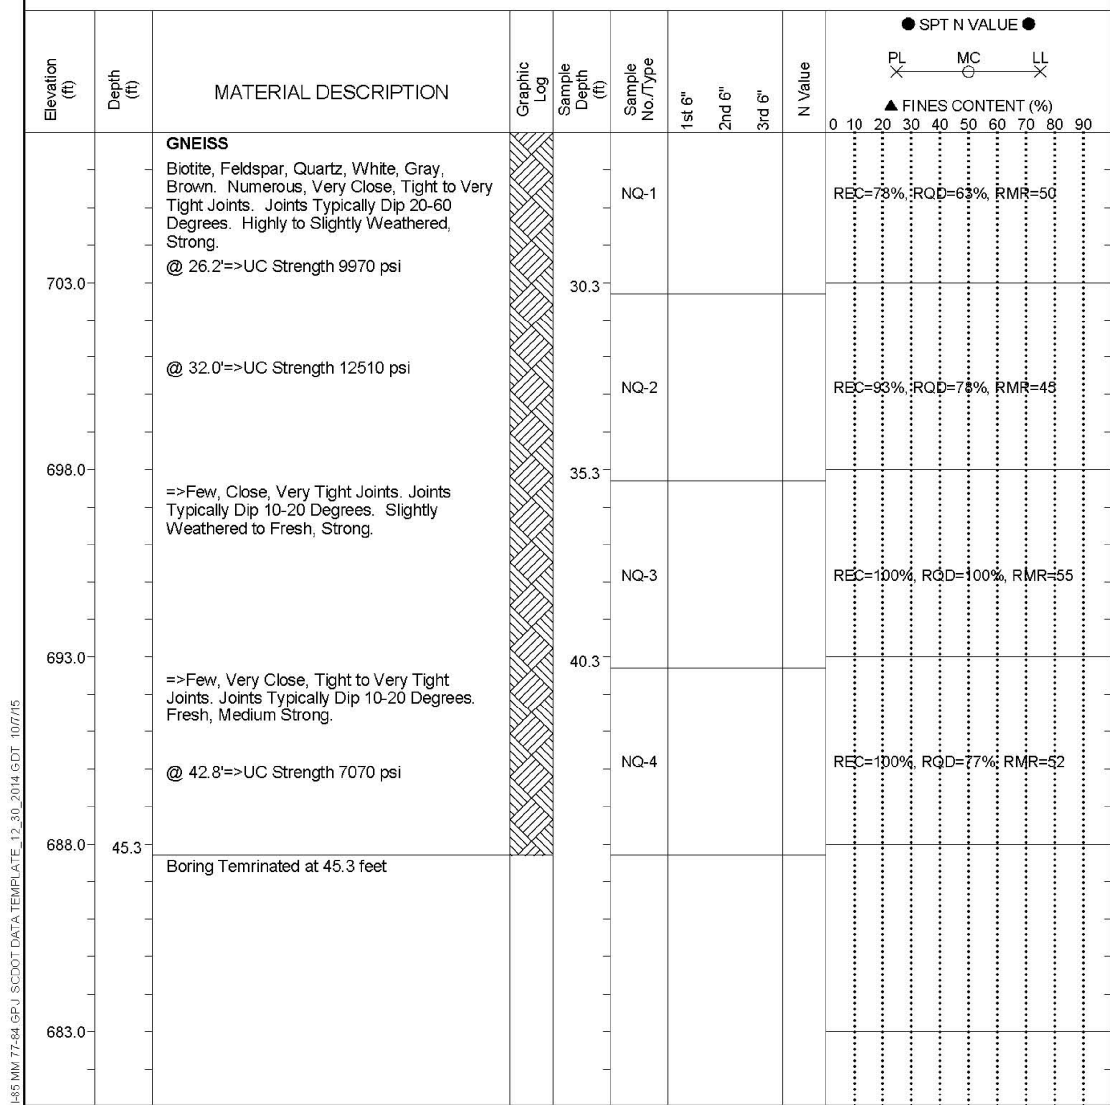 Elevation
(ft)
Depth
(ft)
MATERIAL DESCRIPTION
Graphic
Log
Sample
Depth
(ft)
Sample
No./Type
1st 6"
2nd 6"
3rd 6"
N Value
● SPT N VALUE ●
PL MC LL
▲ FINES CONTENT (%)
0 10 20 30 40 50 60 70 80 90
GNEISS
Biotite, Feldspar, Quartz, White, Gray,
Brown. Numerous, Very Close, Tight to Very
Tight Joints. Joints Typically Dip 20-60
Degrees. Highly to Slightly Weathered,
Strong.
NQ-1
REC=78%, RQD=63%, RMR=50
@ 26.2'=>UC Strength 9970 psi
703.0
30.3
@ 32.0'=>UC Strength 12510 psi
NQ-2
REC=93%, RQD=78%, RMR=45
698.0
35.3
=>Few, Close, Very Tight Joints. Joints
Typically Dip 10-20 Degrees. Slightly
Weathered to Fresh, Strong.
NQ-3
REC=100%, RQD=100%, RMR=55
693.0
40.3
=>Few, Very Close, Tight to Very Tight
Joints. Joints Typically Dip 10-20 Degrees.
Fresh, Medium Strong.
@ 42.8'=>UC Strength 7070 psi
NQ-4
REC=100%, RQD=77%, RMR=52
688.0
45.3
Boring Temrinated at 45.3 feet
683.0
I-85 MM 77-84.GPJ SCDOT DATA TEMPLATE_12_30_2014.GDT 10/7/15